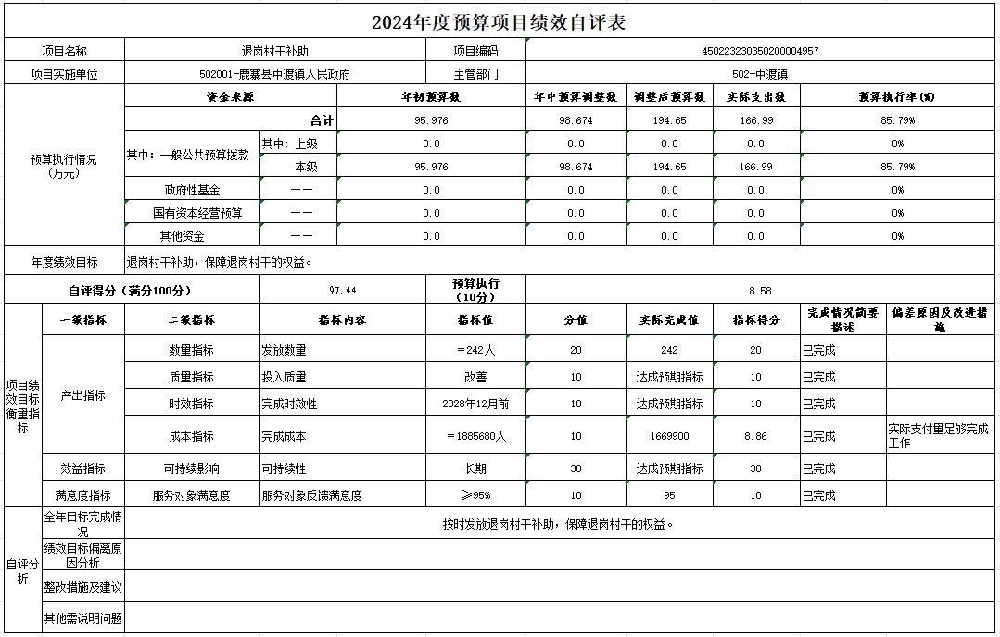 2024年度预算项目绩效自评表
项目名称 退岗村干补助 项目编码 450223230350200004957
项目实施单位 502001-鹿寨县中渡镇人民政府 主管部门 502-中渡镇
预算执行情况
（万元）
资金来源 年初预算数 年中预算调整数 调整后预算数 实际支出数 预算执行率(%)
合计 95.976 98.674 194.65 166.99 85.79%
其中：一般公共预算拨款
其中：上级 0.0 0.0 0.0 0.0 0%
本级 95.976 98.674 194.65 166.99 85.79%
政府性基金 —— 0.0 0.0 0.0 0.0 0%
国有资本经营预算 —— 0.0 0.0 0.0 0.0 0%
其他资金 —— 0.0 0.0 0.0 0.0 0%
年度绩效目标 退岗村干补助，保障退岗村干的权益。
自评得分（满分100分） 97.44
预算执行
（10分）
8.58
项目绩
效目标
衡量指
标
一级指标 二级指标 指标内容 指标值 分值 实际完成值 指标得分
完成情况简要
描述
偏差原因及改进措
施
产出指标
数量指标 发放数量 ＝242人 20 242 20 已完成
质量指标 投入质量 改善 10 达成预期指标 10 已完成
时效指标 完成时效性 2028年12月前 10 达成预期指标 10 已完成
成本指标 完成成本 ＝1885680人 10 1669900 8.86 已完成
实际支付量足够完成
工作
效益指标 可持续影响 可持续性 长期 30 达成预期指标 30 已完成
满意度指标 服务对象满意度 服务对象反馈满意度 ≥95% 10 95 10 已完成
自评分
析
全年目标完成情
况
按时发放退岗村干补助，保障退岗村干的权益。
绩效目标偏离原
因分析
整改措施及建议
其他需说明问题